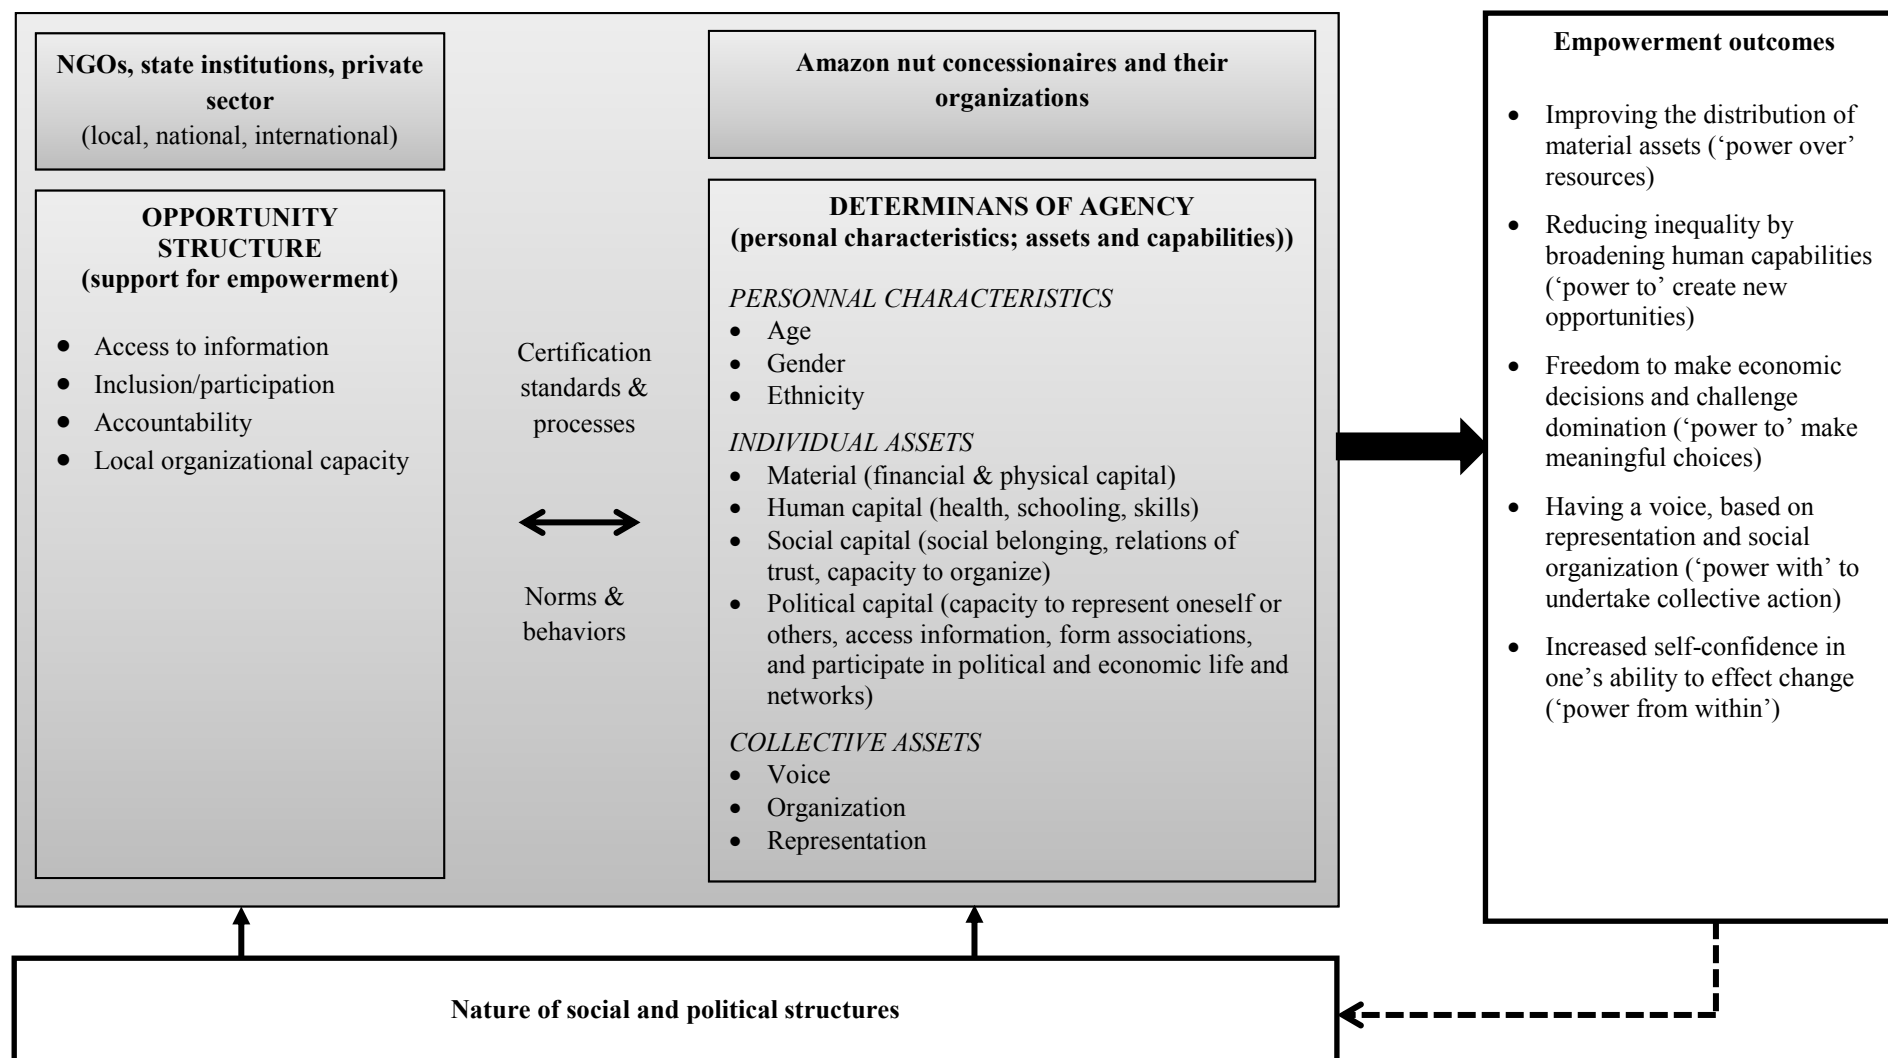 NGOs, state institutions, private
sector
(local, national, international)
OPPORTUNITY
STRUCTURE
(support for empowerment)
• Access to information
• Inclusion/participation
• Accountability
• Local organizational capacity
Certification
standards &
processes
Norms &
behaviors
Amazon nut concessionaires and their
organizations
DETERMINANS OF AGENCY
(personal characteristics; assets and capabilities))
PERSONNAL CHARACTERISTICS
• Age
• Gender
• Ethnicity
INDIVIDUAL ASSETS
• Material (financial & physical capital)
• Human capital (health, schooling, skills)
• Social capital (social belonging, relations of
trust, capacity to organize)
• Political capital (capacity to represent oneself or
others, access information, form associations,
and participate in political and economic life and
networks)
COLLECTIVE ASSETS
• Voice
• Organization
• Representation
Empowerment outcomes
• Improving the distribution of
material assets (‘power over’
resources)
• Reducing inequality by
broadening human capabilities
(‘power to’ create new
opportunities)
• Freedom to make economic
decisions and challenge
domination (‘power to’ make
meaningful choices)
• Having a voice, based on
representation and social
organization (‘power with’ to
undertake collective action)
• Increased self-confidence in
one’s ability to effect change
(‘power from within’)
Nature of social and political structures